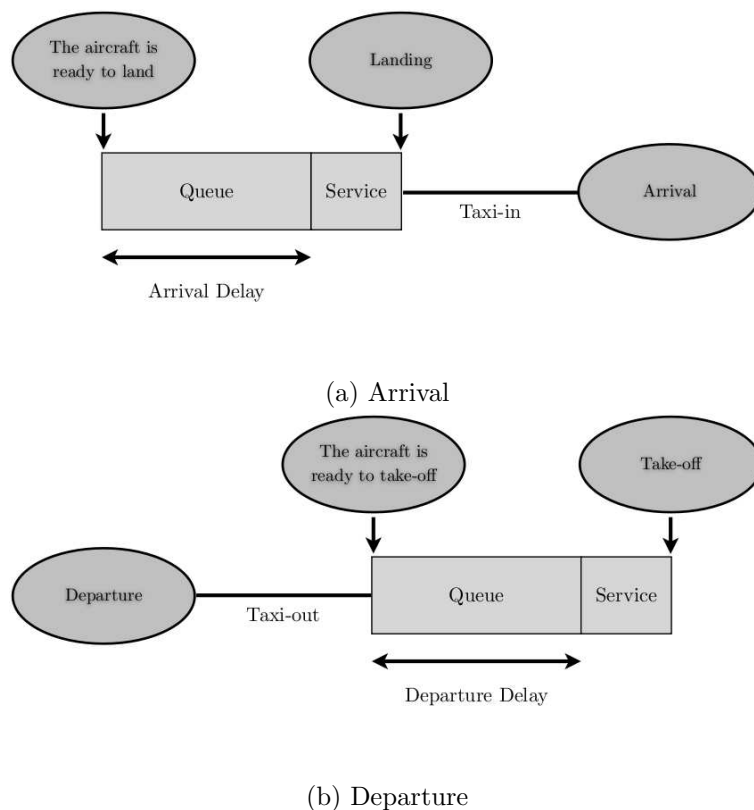 The aircraft is
ready to land
Landing
Queue
Service
Arrival
Taxi-in
Arrival Delay
(a) Arrival
The aircraft is
ready to take-off
Take-off
Departure
Queue
Service
Taxi-out
Departure Delay
(b) Departure